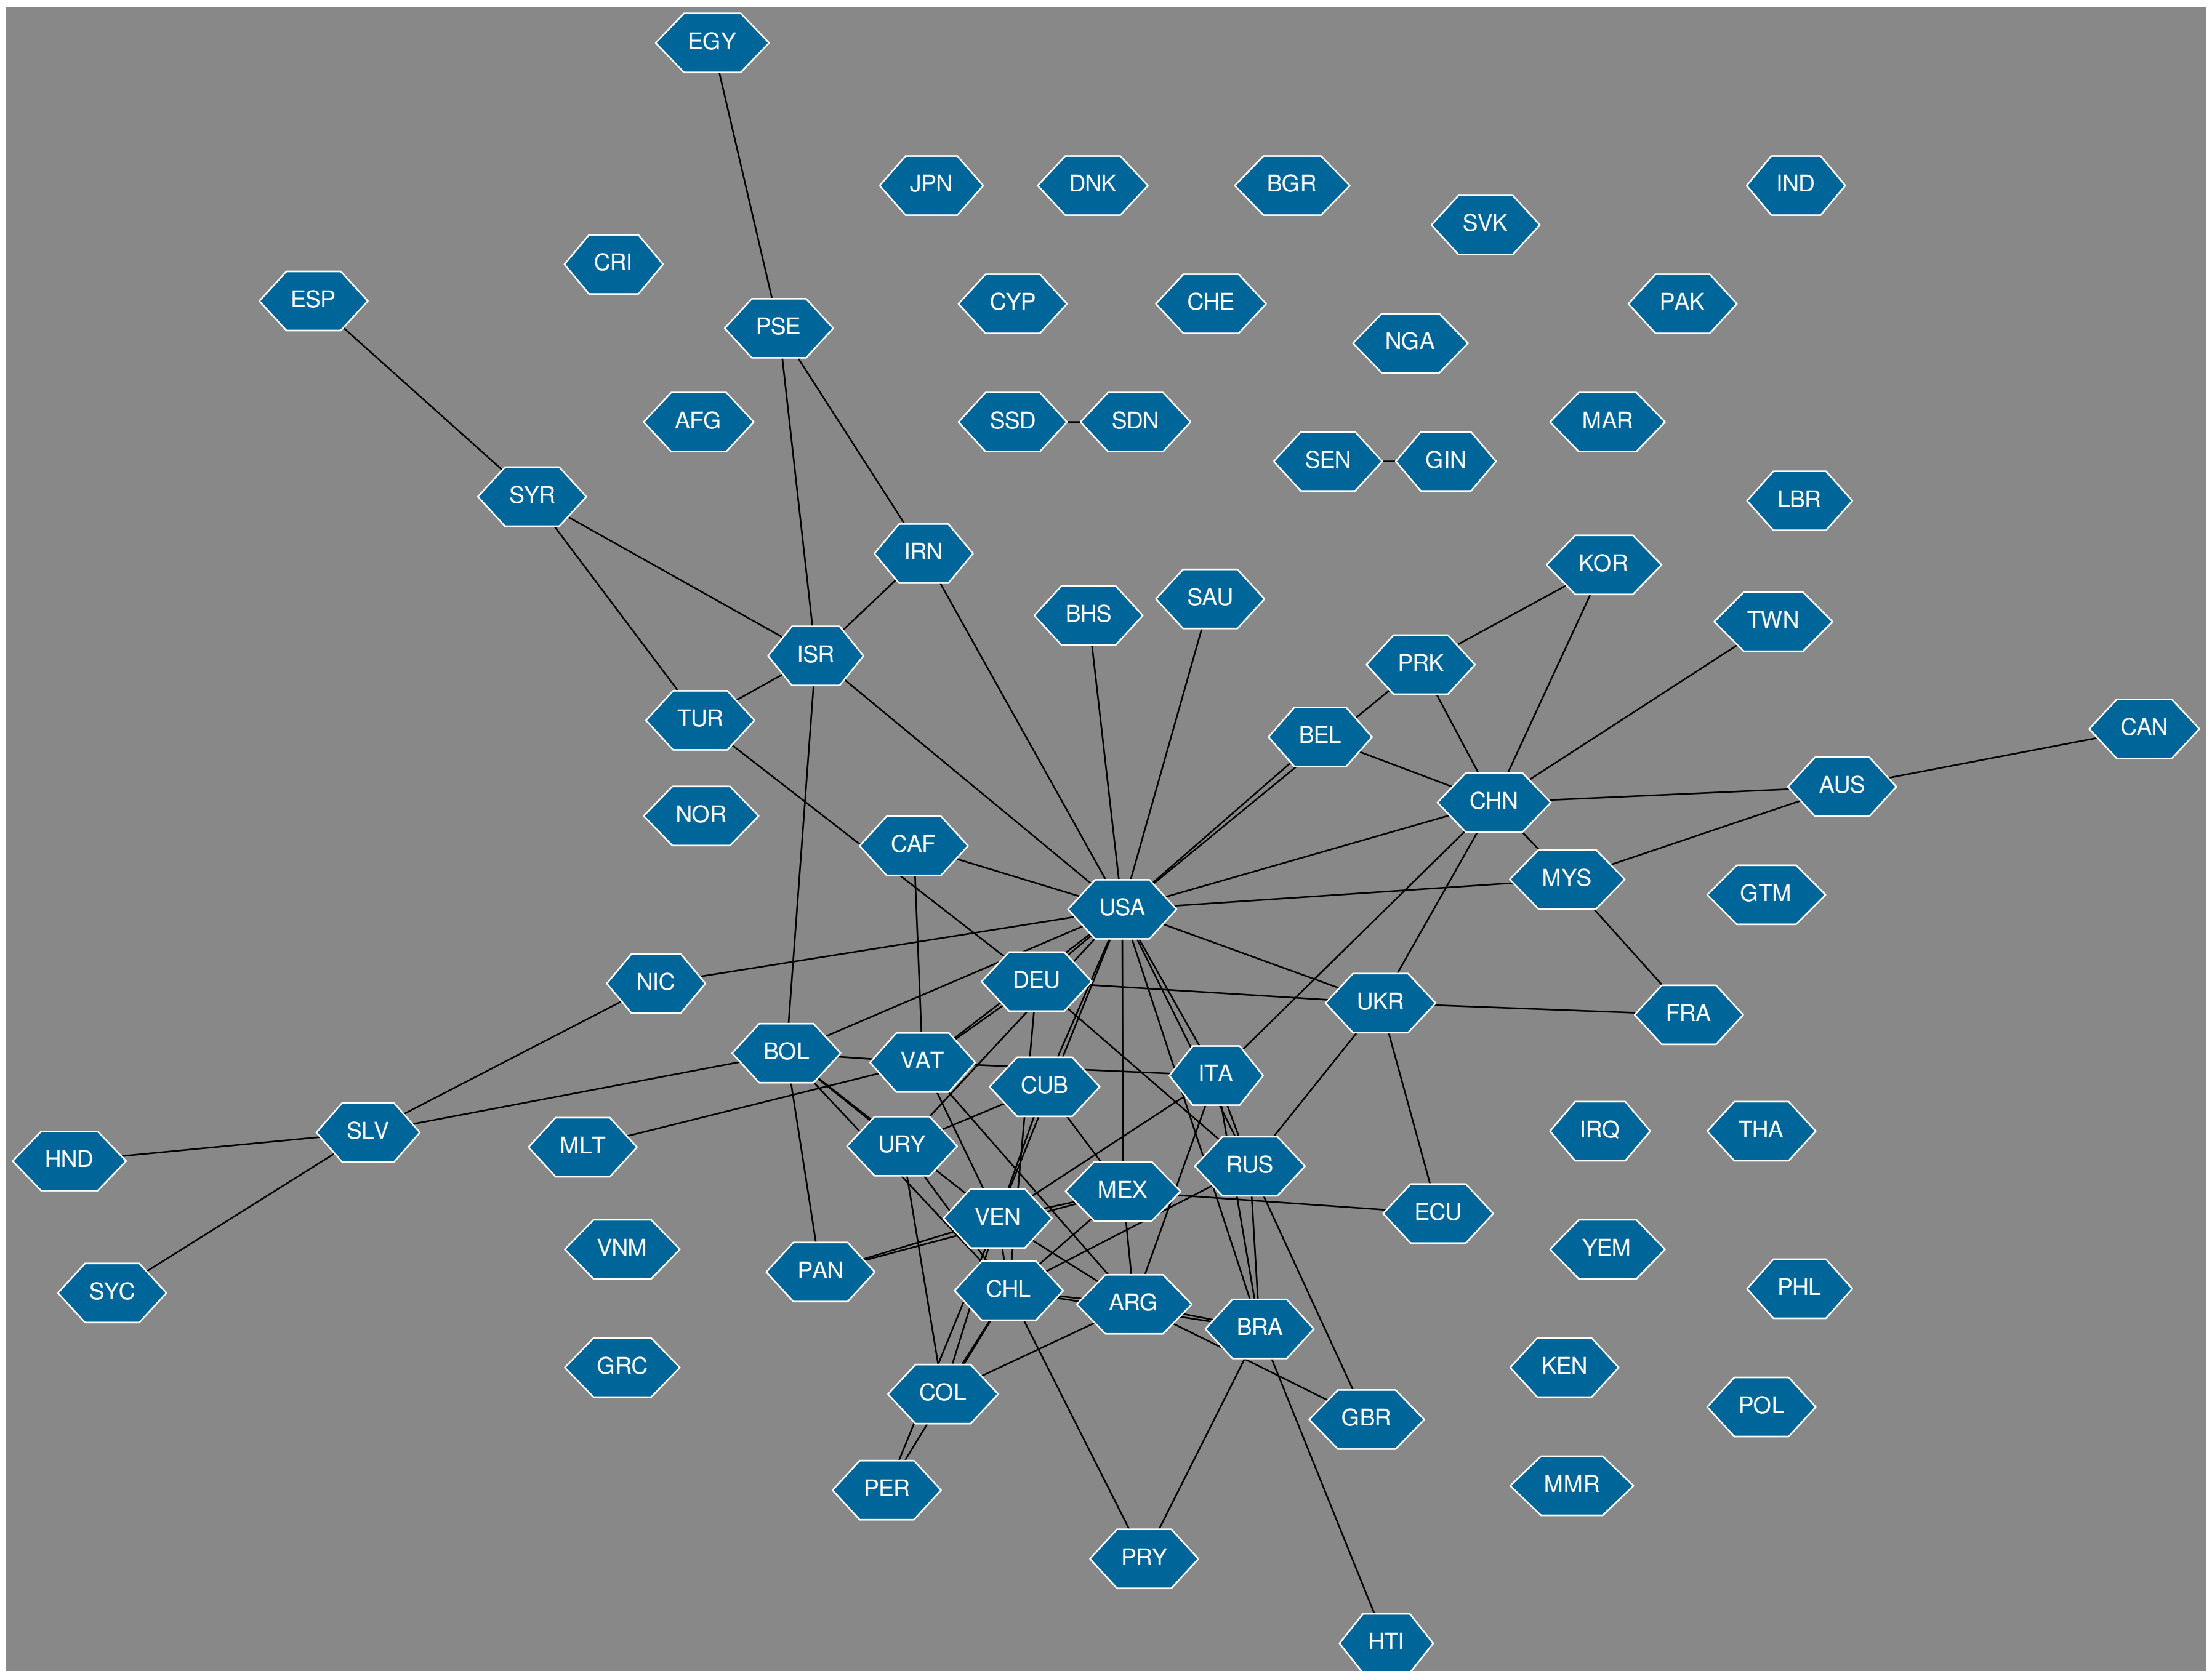 EGY
JPN
DNK
BGR
IND
SVK
CRI
ESP
CYP
CHE
PAK
PSE
NGA
AFG
SSD
SDN
MAR
SEN
GIN
SYR
LBR
IRN
KOR
BHS
SAU
TWN
ISR
PRK
TUR
BEL
CAN
AUS
CHN
NOR
CAF
MYS
GTM
USA
NIC
DEU
UKR
FRA
BOL
VAT
CUB
ITA
SLV
IRQ
THA
HND
MLT
URY
RUS
MEX
VEN
ECU
VNM
YEM
PAN
SYC
CHL
ARG
PHL
BRA
GRC
KEN
COL
GBR
POL
PER
MMR
PRY
HTI